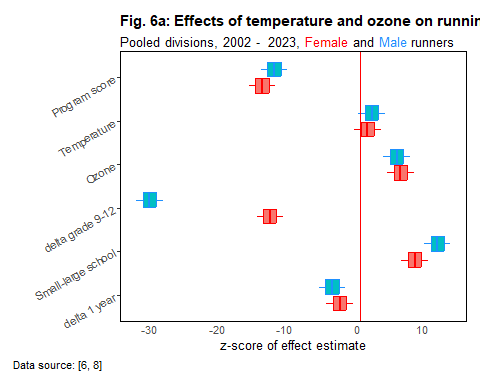 Fig. 6a: Effects of temperature and ozone on runnin
Pooled divisions, 2002 - 2023, Female and Male runners
Program score
Temperature
Ozone
delta grade 9-12
Small-large school
delta 1 year
-30 -20 -10 0 10
z-score of effect estimate
Data source: [6, 8]